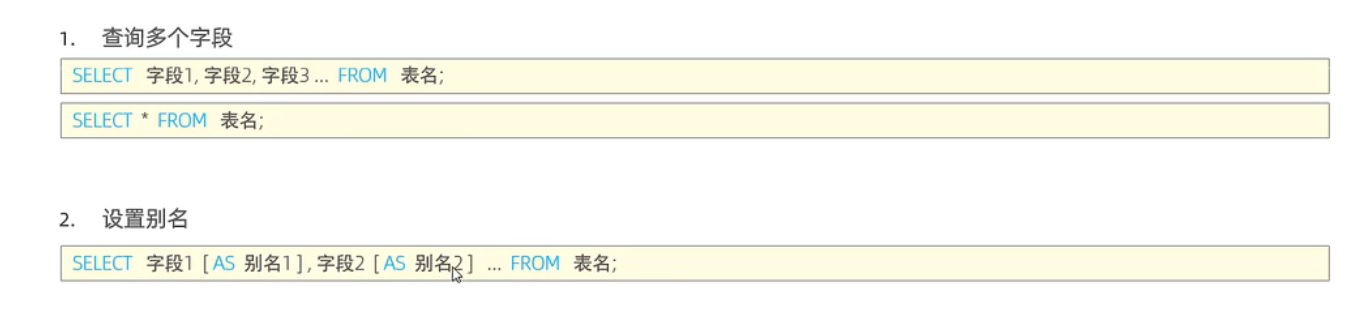 1. 查询多个字段
SELECT 字段1, 字段2, 字段3 ... FROM 表名;
SELECT * FROM 表名;
2. 设置别名
SELECT 字段1 [ AS 别名1 ] , 字段2 [ AS 别名2 ] ... FROM 表名;